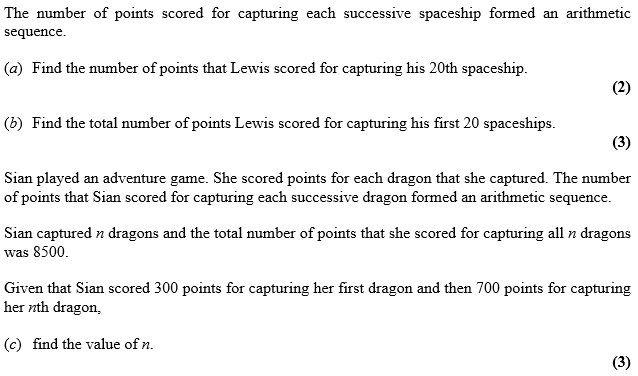 The number of points scored for capturing each successive spaceship formed an arithmetic
sequence.
(a) Find the number of points that Lewis scored for capturing his 20th spaceship.
(2)
(b) Find the total number of points Lewis scored for capturing his first 20 spaceships.
(3)
Sian played an adventure game. She scored points for each dragon that she captured. The number
of points that Sian scored for capturing each successive dragon formed an arithmetic sequence.
Sian captured n dragons and the total number of points that she scored for capturing all n dragons
was 8500.
Given that Sian scored 300 points for capturing her first dragon and then 700 points for capturing
her nth dragon,
(c) find the value of n.
(3)